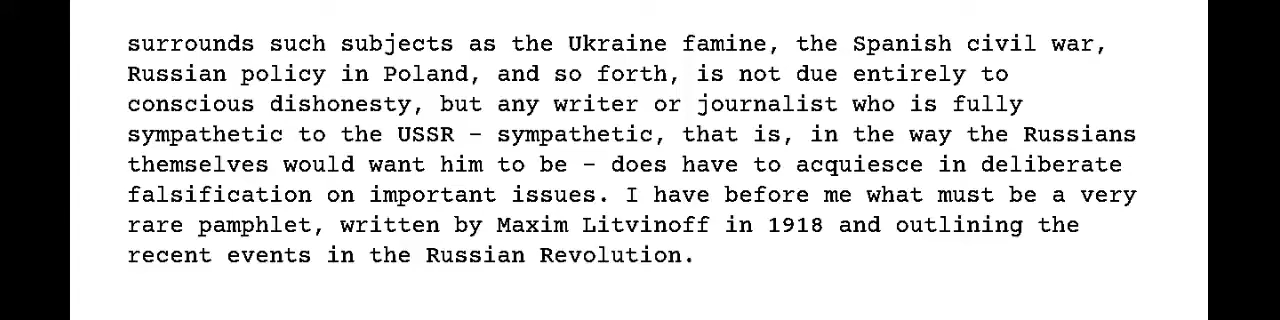 surrounds such subjects as the Ukraine famine, the Spanish civil war,
Russian policy in Poland, and so forth, is not due entirely to
conscious dishonesty, but any writer or journalist who is fully
sympathetic to the USSR – sympathetic, that is, in the way the Russians
themselves would want him to be – does have to acquiesce in deliberate
falsification on important issues. I have before me what must be a very
rare pamphlet, written by Maxim Litvinoff in 1918 and outlining the
recent events in the Russian Revolution.